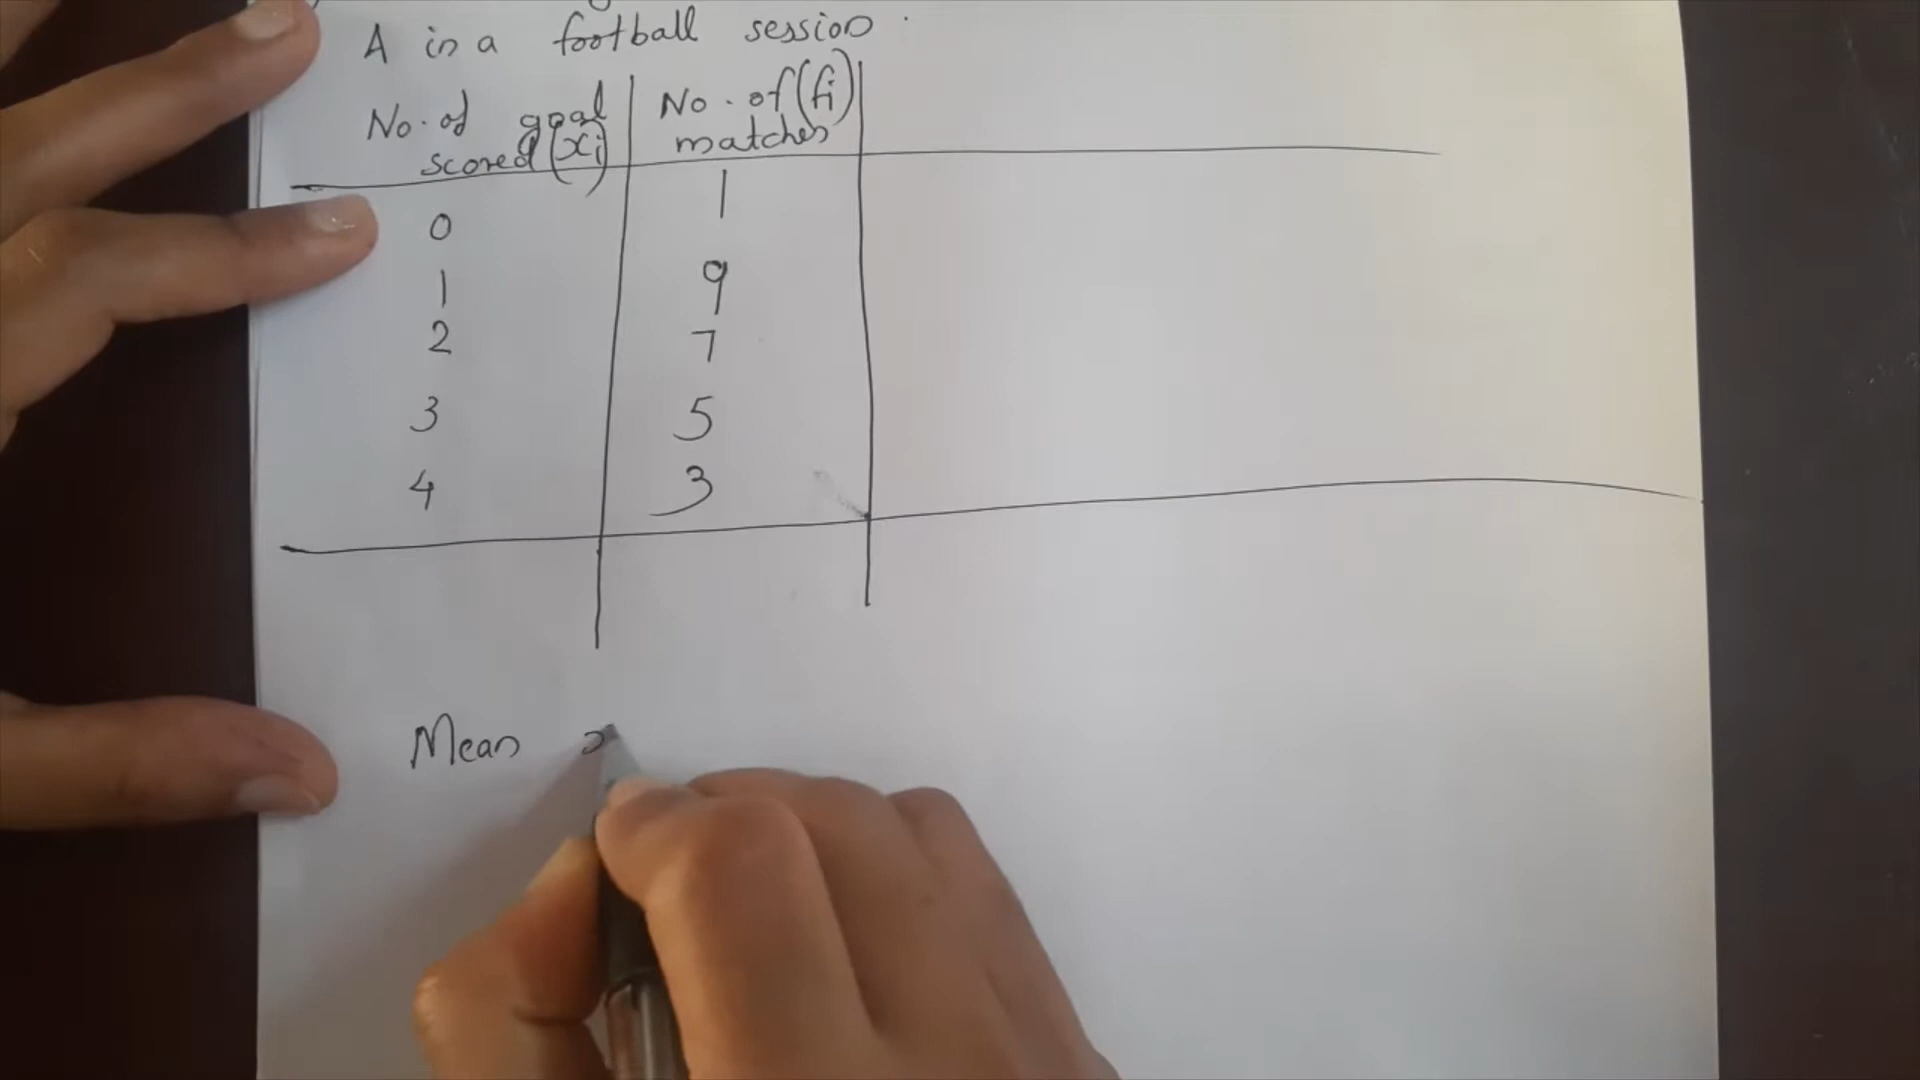 A in a football session.
No. of goal scored (xi) No. of (fi) matches
0 1
1 9
2 7
3 5
4 3
Mean